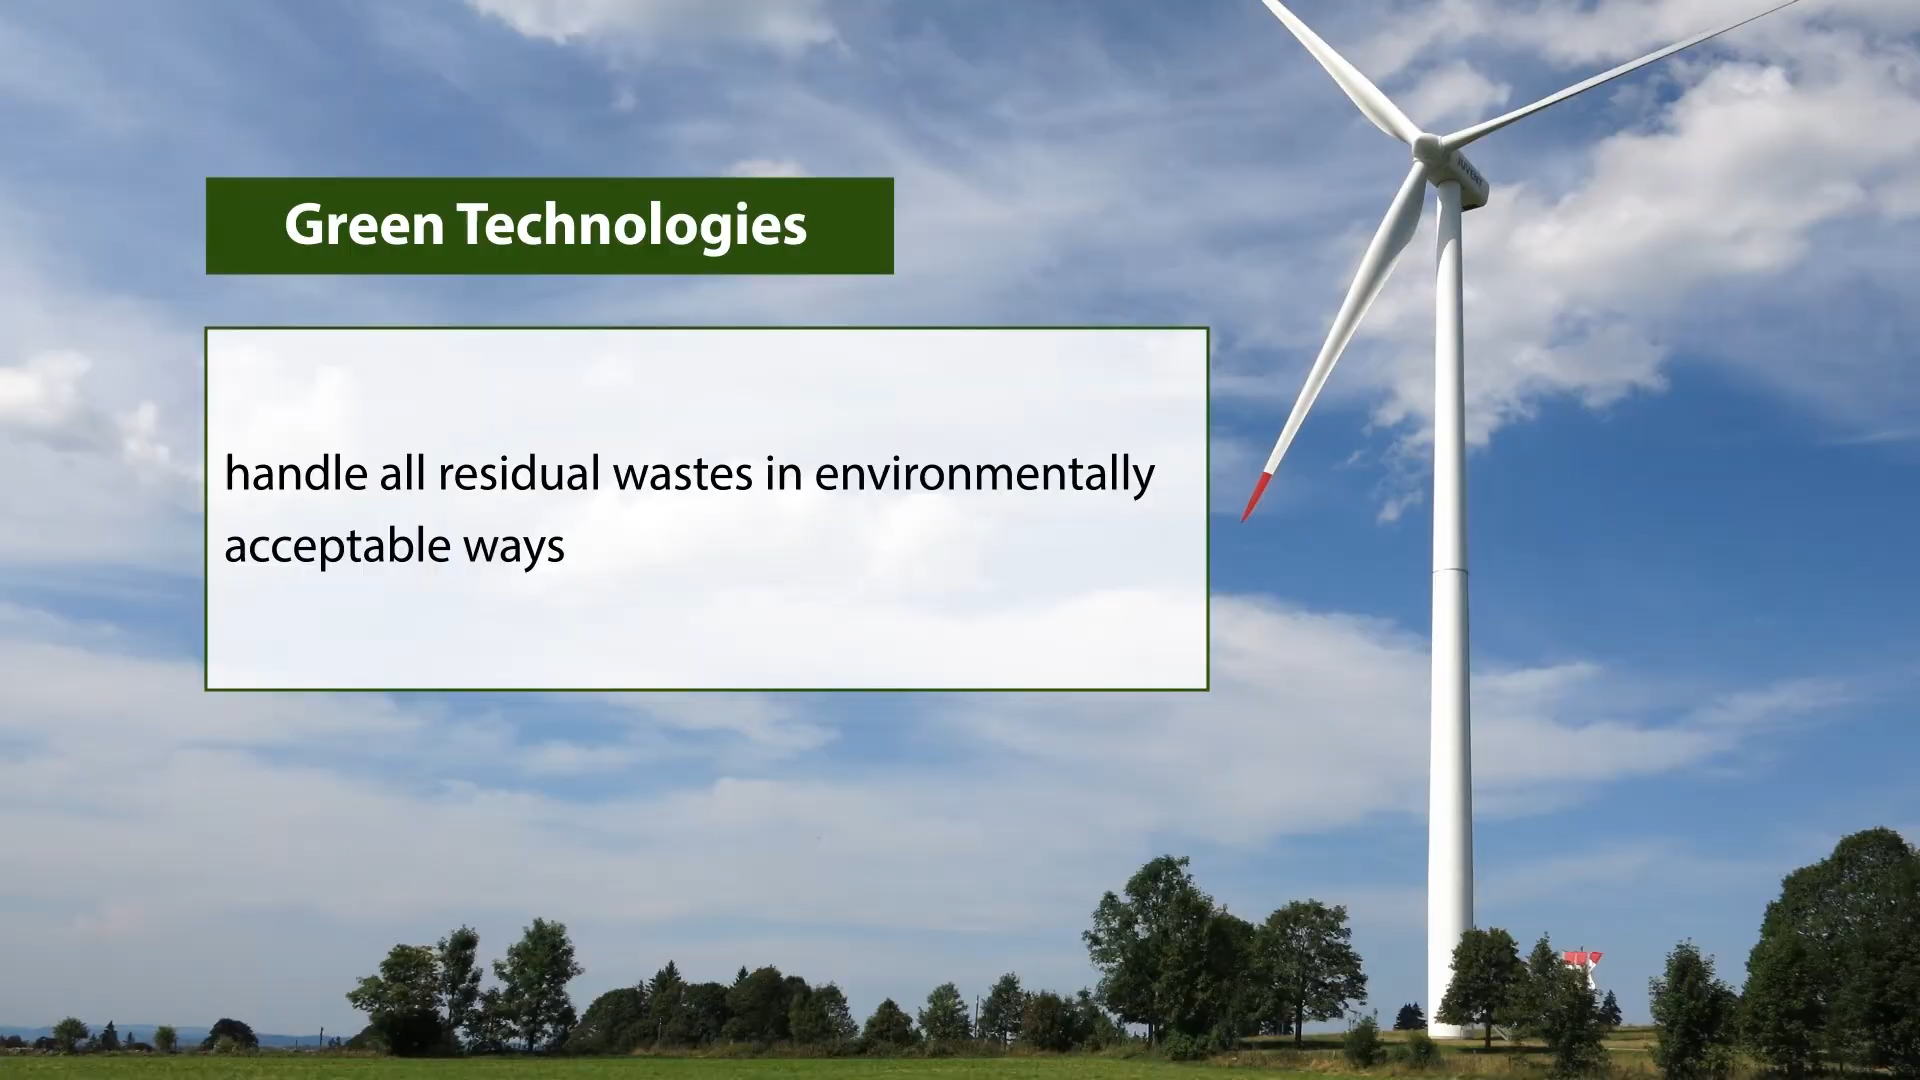 Green Technologies
handle all residual wastes in environmentally
acceptable ways